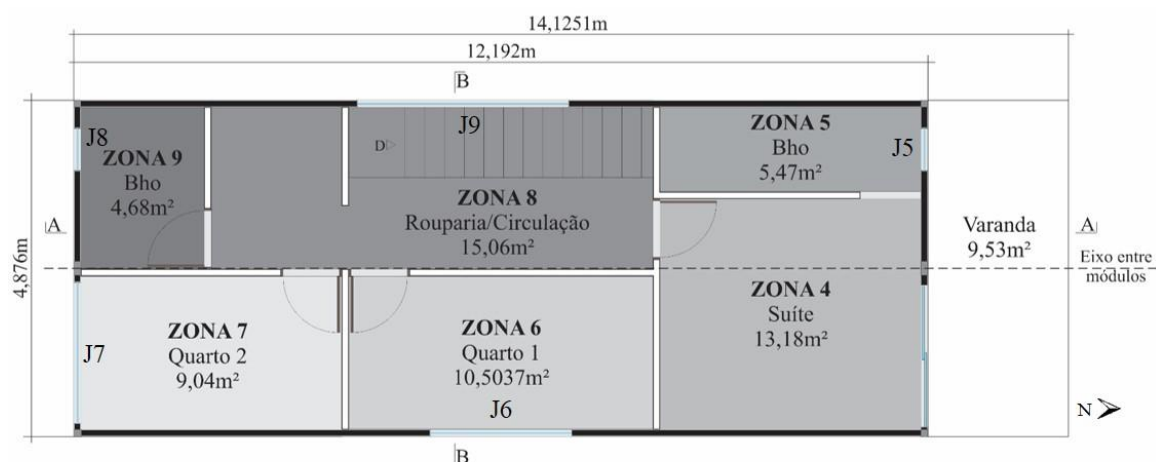 14,1251m
12,192m
B
J8
J9
J5
ZONA 9
Bho
4,68m²
D
ZONA 5
Bho
5,47m²
ZONA 8
Rouparia/Circulação
15,06m²
A
Varanda
9,53m²
A
Eixo entre
módulos
4,876m
ZONA 7
Quarto 2
9,04m²
J7
ZONA 6
Quarto 1
10,5037m²
J6
ZONA 4
Suíte
13,18m²
N
B